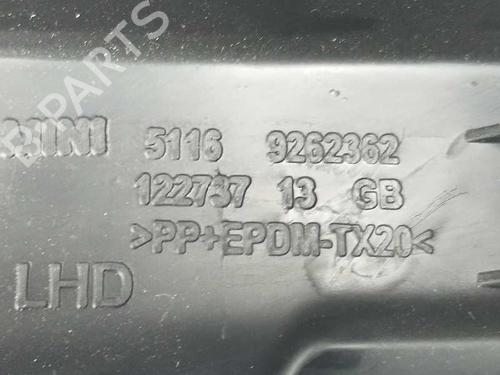 MINI 5116 9262362
122737 13 GB
>PP+EPDM-TX20<
LHD